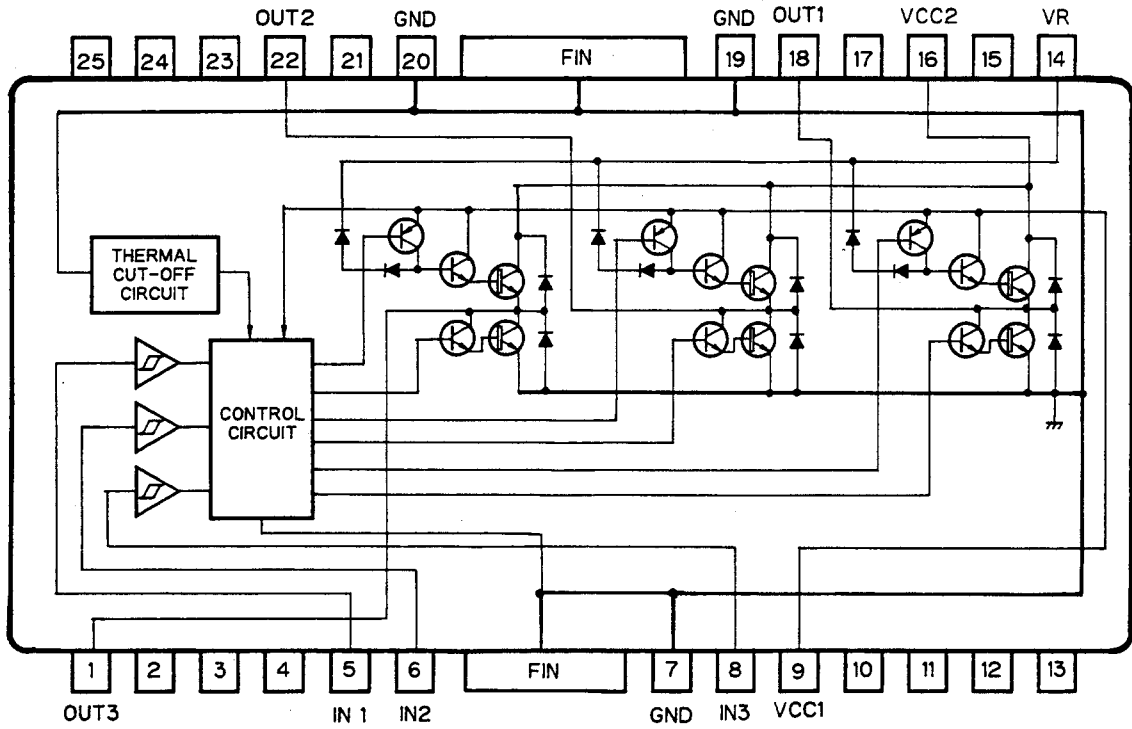 OUT2 GND GND OUT1 VCC2 VR
25 24 23 22 21 20 FIN 19 18 17 16 15 14
THERMAL
CUT-OFF
CIRCUIT
CONTROL
CIRCUIT
1 2 3 4 5 6 FIN 7 8 9 10 11 12 13
OUT3 IN 1 IN2 GND IN3 VCC1